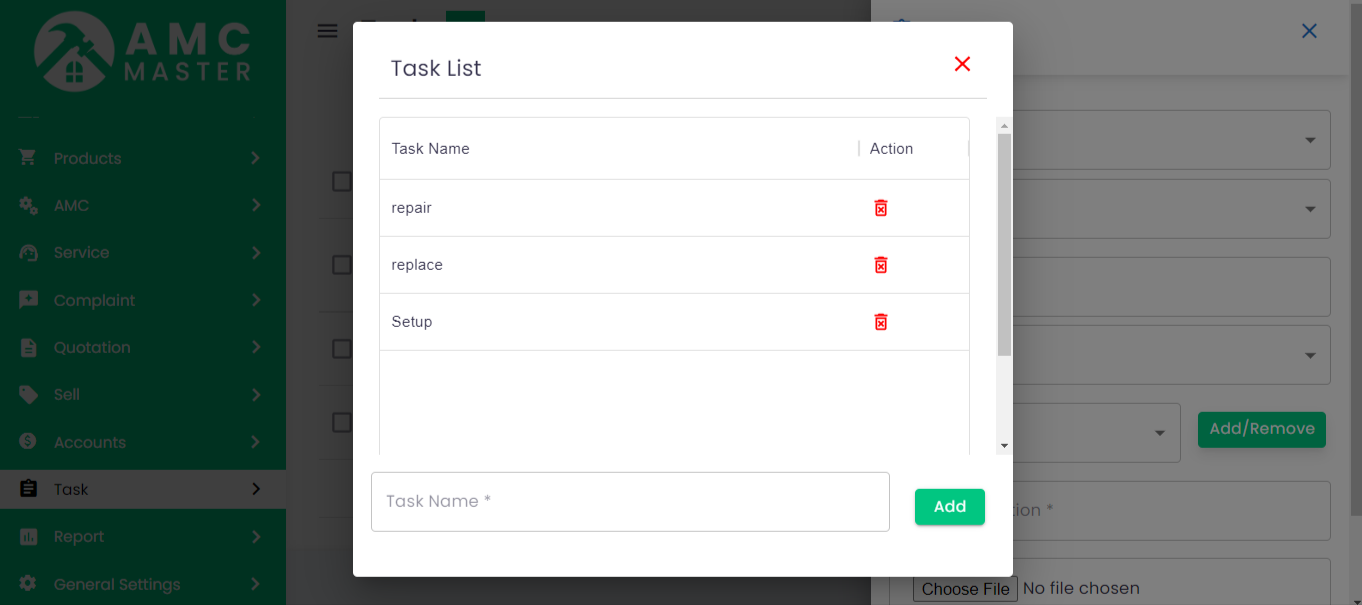 AMC
MASTER
Products
AMC
Service
Complaint
Quotation
Sell
Accounts
Task
Report
General Settings
Task List
Task Name Action
repair
replace
Setup
Task Name *
Add
Add/Remove
tion *
Choose File No file chosen